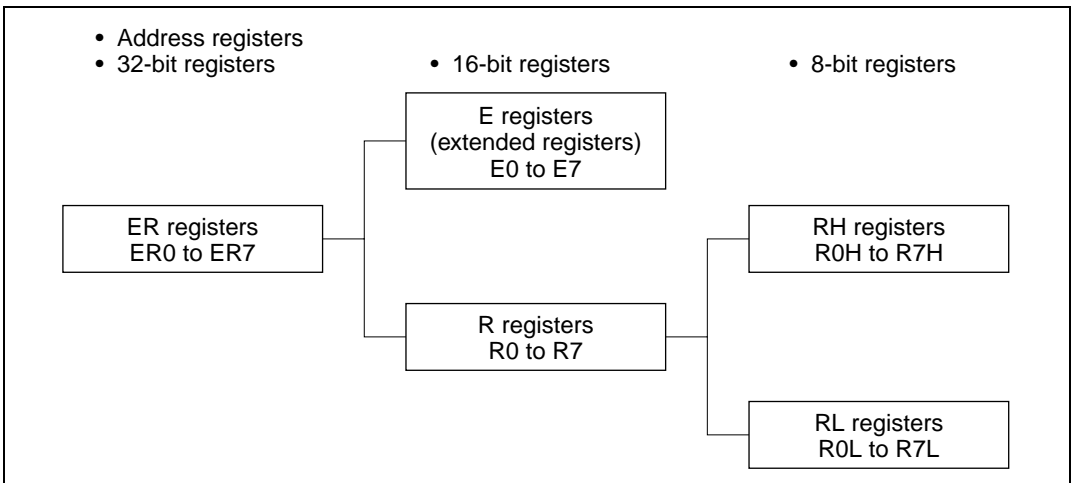 • Address registers
• 32-bit registers
• 16-bit registers
• 8-bit registers
E registers
(extended registers)
E0 to E7
ER registers
ER0 to ER7
RH registers
R0H to R7H
R registers
R0 to R7
RL registers
R0L to R7L